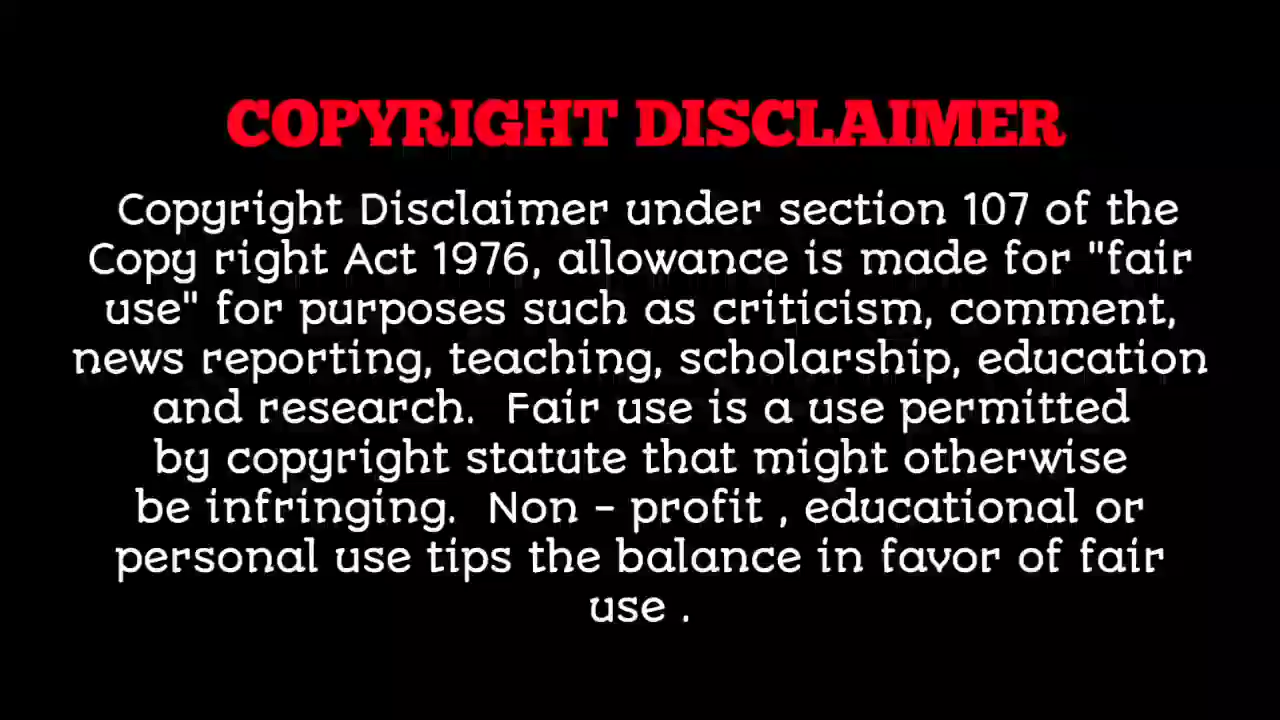 COPYRIGHT DISCLAIMER
Copyright Disclaimer under section 107 of the
Copy right Act 1976, allowance is made for "fair
use" for purposes such as criticism, comment,
news reporting, teaching, scholarship, education
and research.  Fair use is a use permitted
by copyright statute that might otherwise
be infringing.  Non - profit , educational or
personal use tips the balance in favor of fair
use .